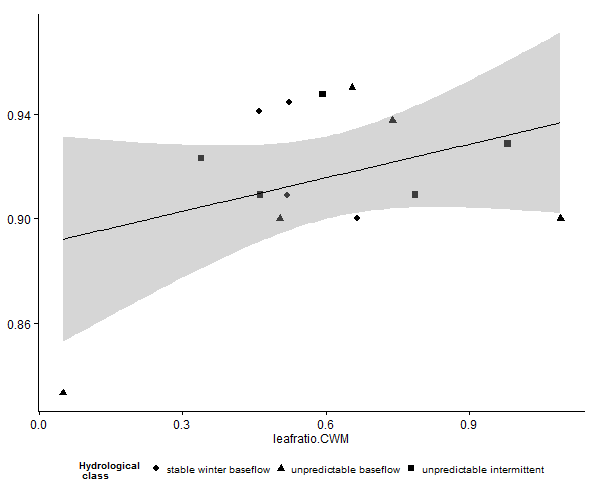 0.94
0.90
0.86
0.0 0.3 0.6 0.9
leafratio.CWM
Hydrological
class
stable winter baseflow unpredictable baseflow unpredictable intermittent